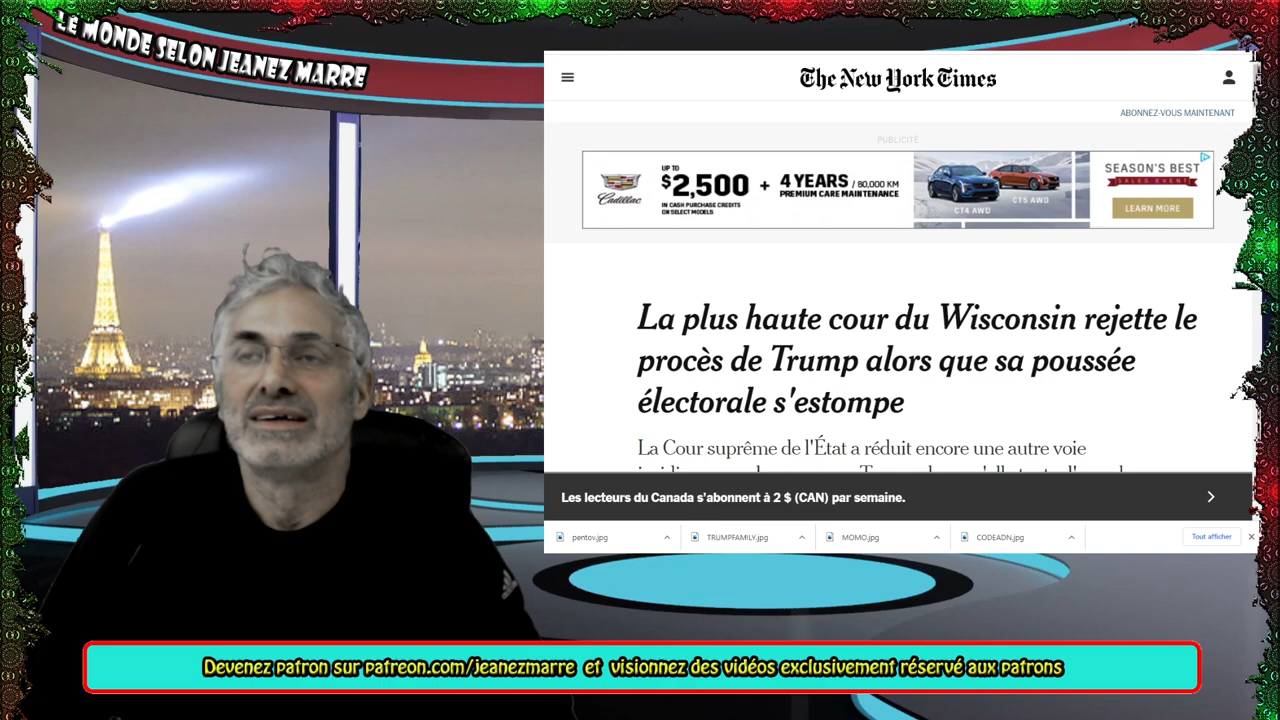 LE MONDE SELON JEANEZ MARRE
The New York Times
ABONNEZ-VOUS MAINTENANT
PUBLICITÉ
Cadillac
UP TO
$2,500
IN CASH PURCHASE CREDITS
ON SELECT MODELS
+ 4 YEARS / 80,000 KM
PREMIUM CARE MAINTENANCE
CT4 AWD
CT5 AWD
SEASON'S BEST
SALES EVENT
LEARN MORE
La plus haute cour du Wisconsin rejette le
procès de Trump alors que sa poussée
électorale s'estompe
La Cour suprême de l'État a réduit encore une autre voie
Les lecteurs du Canada s'abonnent à 2 $ (CAN) par semaine.
pentov.jpg
TRUMPFAMILY.jpg
MOMO.jpg
CODEADN.jpg
Tout afficher
Devenez patron sur patreon.com/jeanezmarre et visionnez des vidéos exclusivement réservé aux patrons